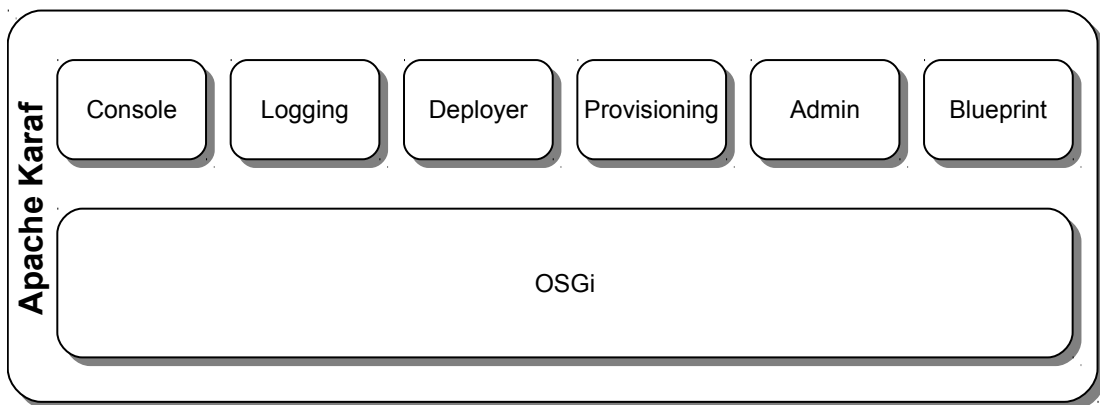 Apache Karaf
Console
Logging
Deployer
Provisioning
Admin
Blueprint
OSGi